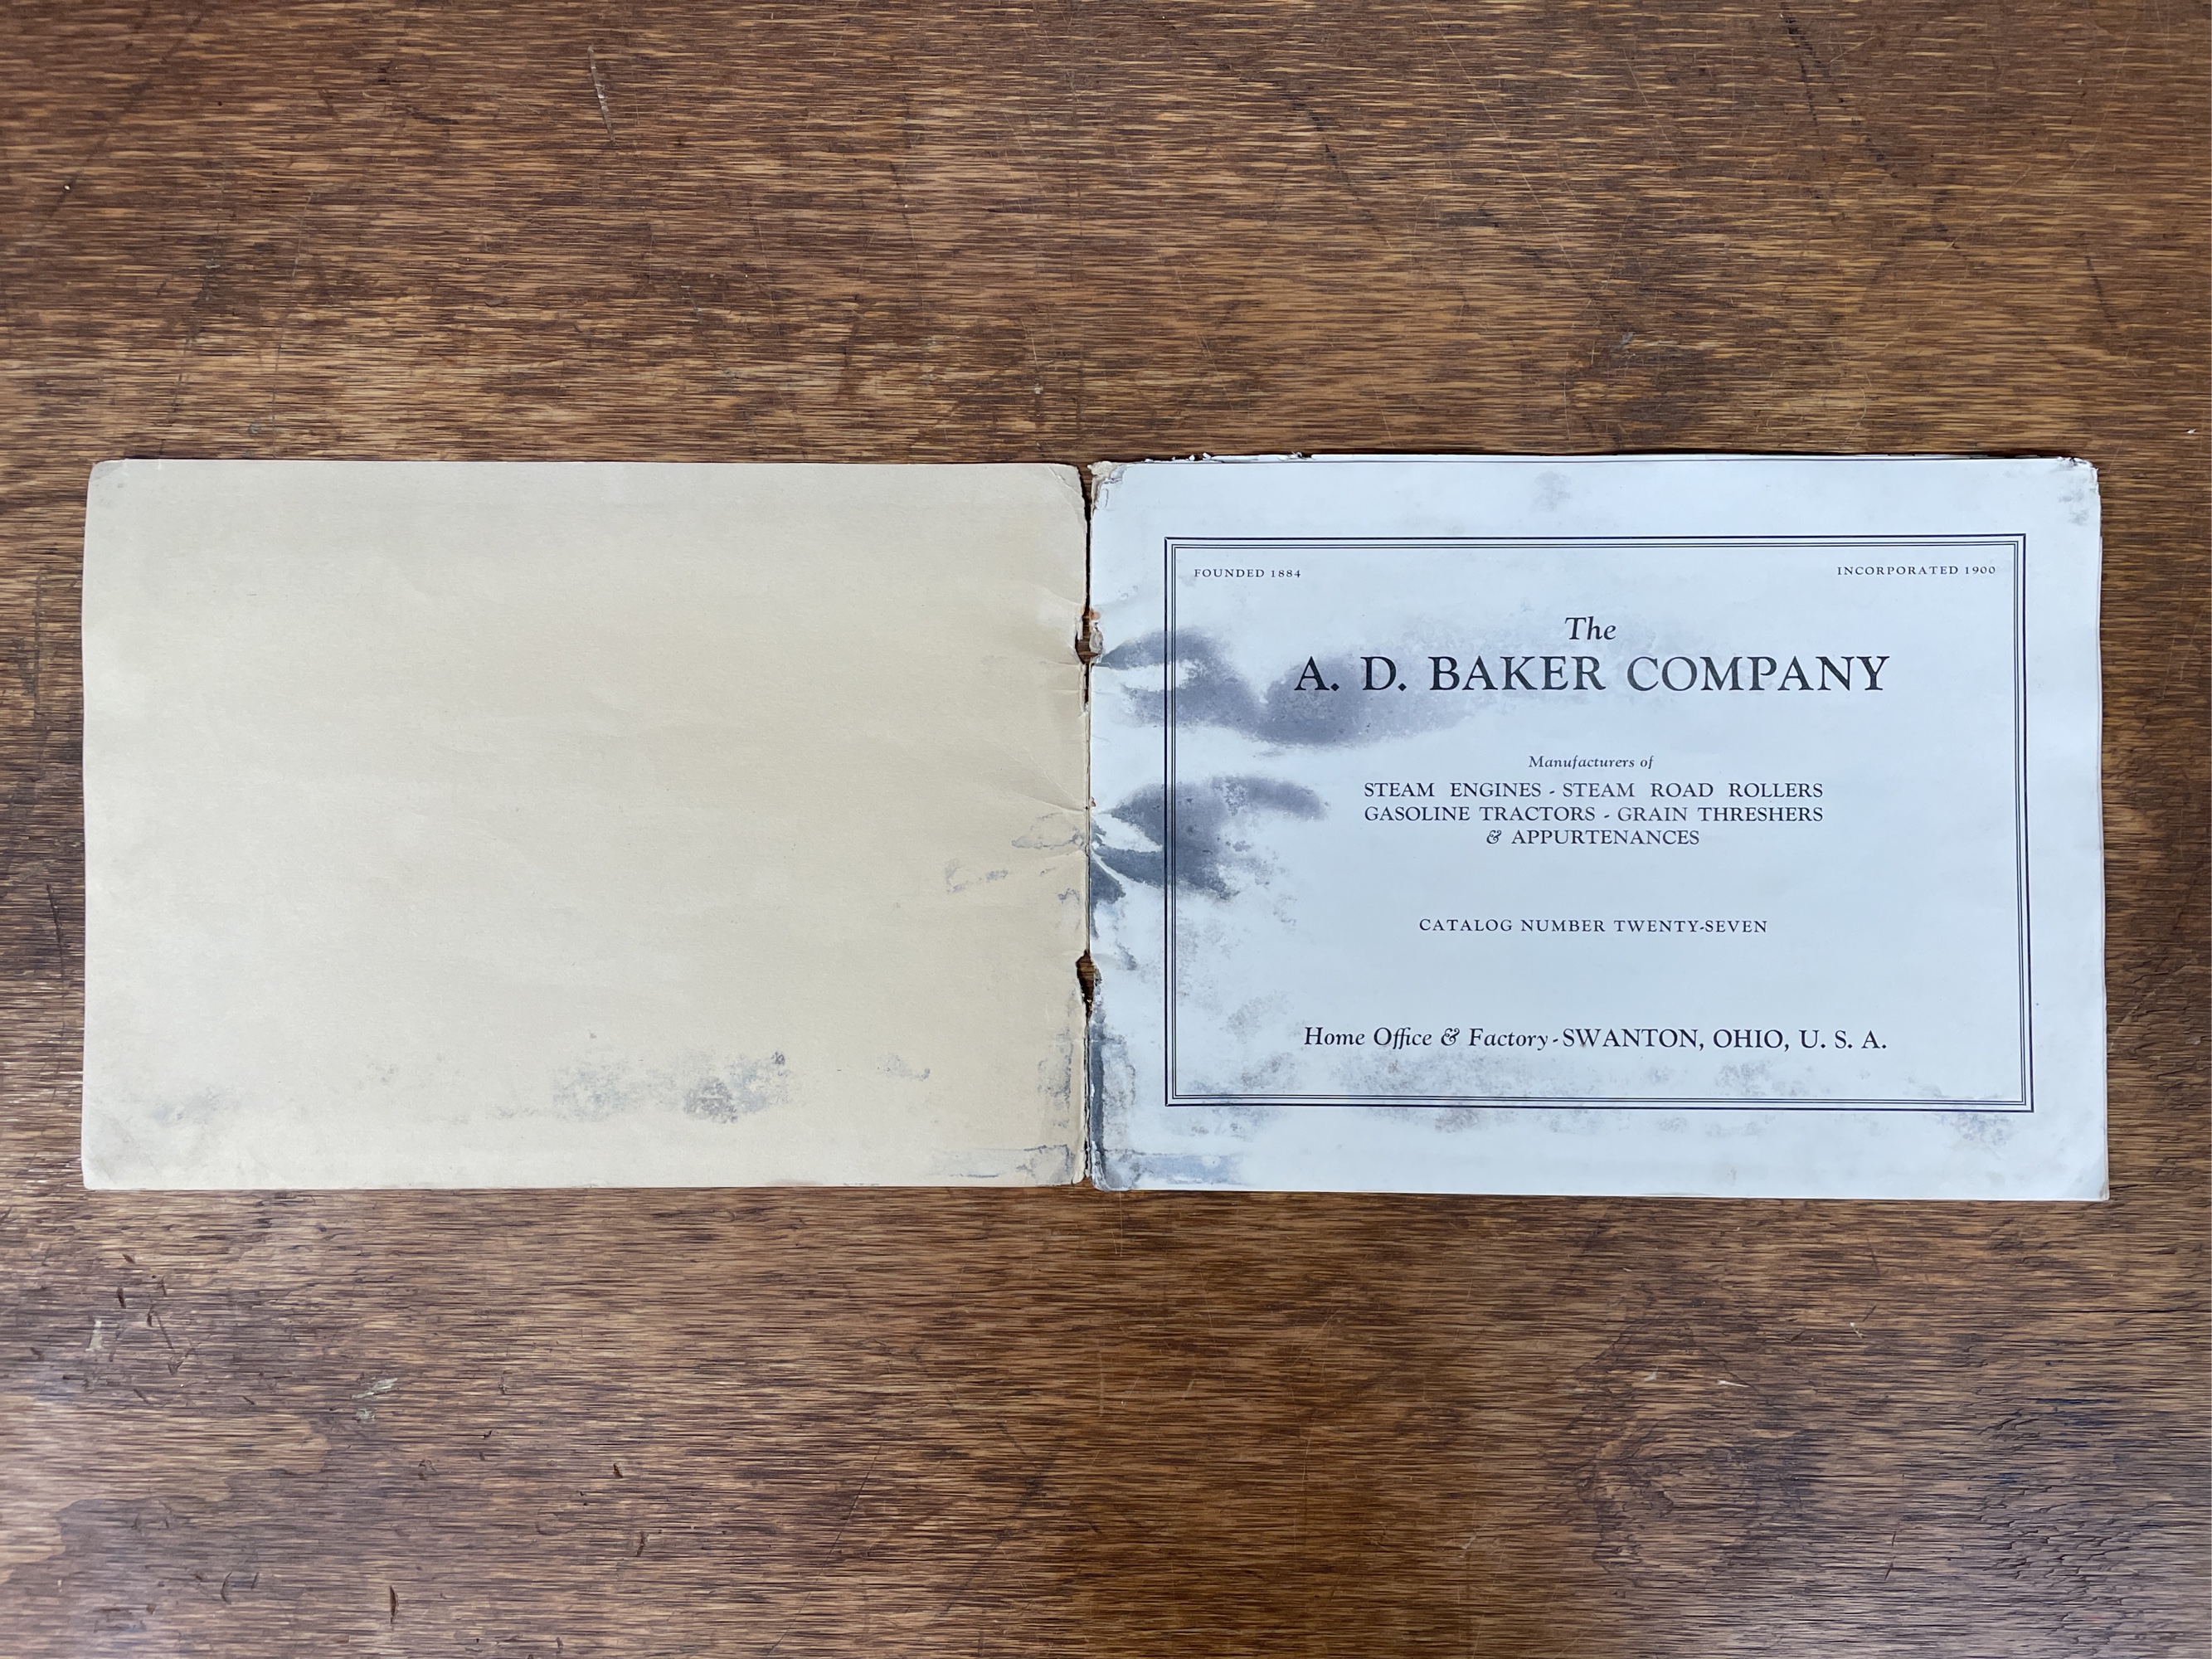 FOUNDED 1884 INCORPORATED 1900
The
A. D. BAKER COMPANY
Manufacturers of
STEAM ENGINES - STEAM ROAD ROLLERS
GASOLINE TRACTORS - GRAIN THRESHERS
& APPURTENANCES
CATALOG NUMBER TWENTY-SEVEN
Home Office & Factory - SWANTON, OHIO, U. S. A.